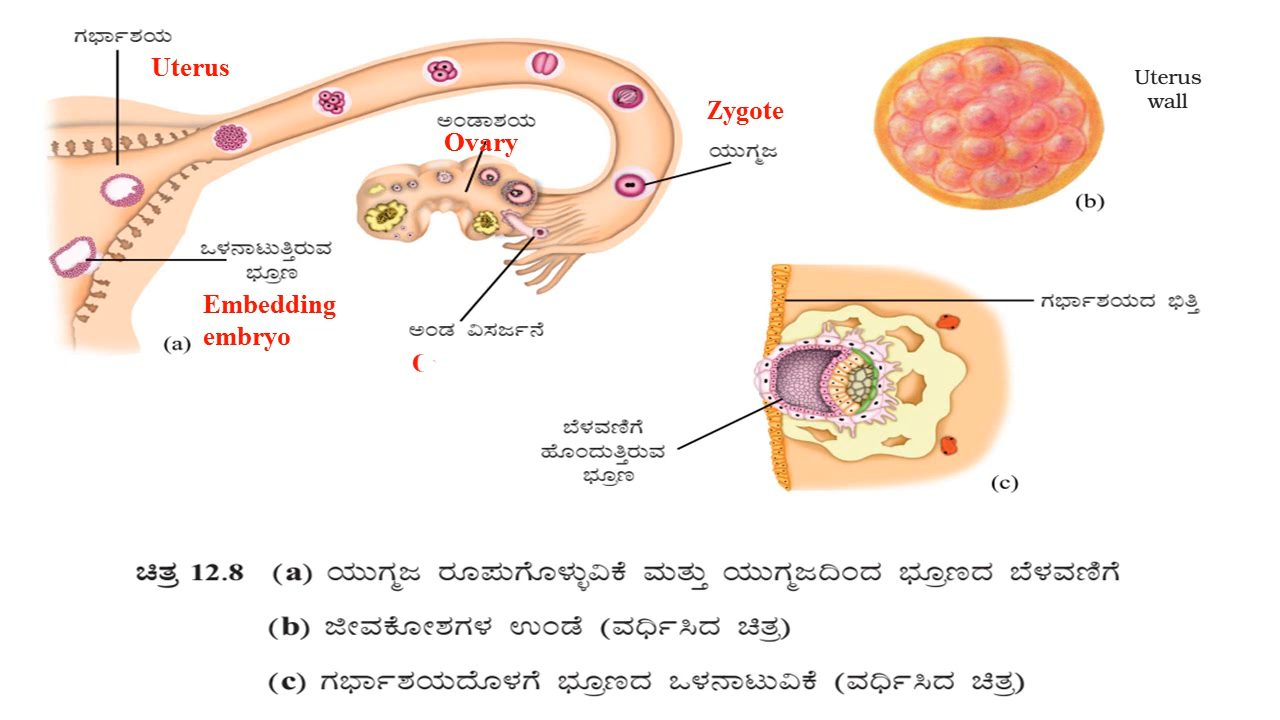 ಗರ್ಭಾಶಯ
Uterus
ಅಂಡಾಶಯ
Ovary
Zygote
ಯುಗ್ಮಜ
Uterus
wall
(b)
ಒಳನಾಟುತ್ತಿರುವ
ಭ್ರೂಣ
Embedding
embryo
(a)
ಅಂಡ ವಿಸರ್ಜನೆ
ಗರ್ಭಾಶಯದ ಭಿತ್ತಿ
ಬೆಳವಣಿಗೆ
ಹೊಂದುತ್ತಿರುವ
ಭ್ರೂಣ
(c)
ಚಿತ್ರ 12.8 (a) ಯುಗ್ಮಜ ರೂಪುಗೊಳ್ಳುವಿಕೆ ಮತ್ತು ಯುಗ್ಮಜದಿಂದ ಭ್ರೂಣದ ಬೆಳವಣಿಗೆ
(b) ಜೀವಕೋಶಗಳ ಉಂಡೆ (ವರ್ಧಿಸಿದ ಚಿತ್ರ)
(c) ಗರ್ಭಾಶಯದೊಳಗೆ ಭ್ರೂಣದ ಒಳನಾಟುವಿಕೆ (ವರ್ಧಿಸಿದ ಚಿತ್ರ)